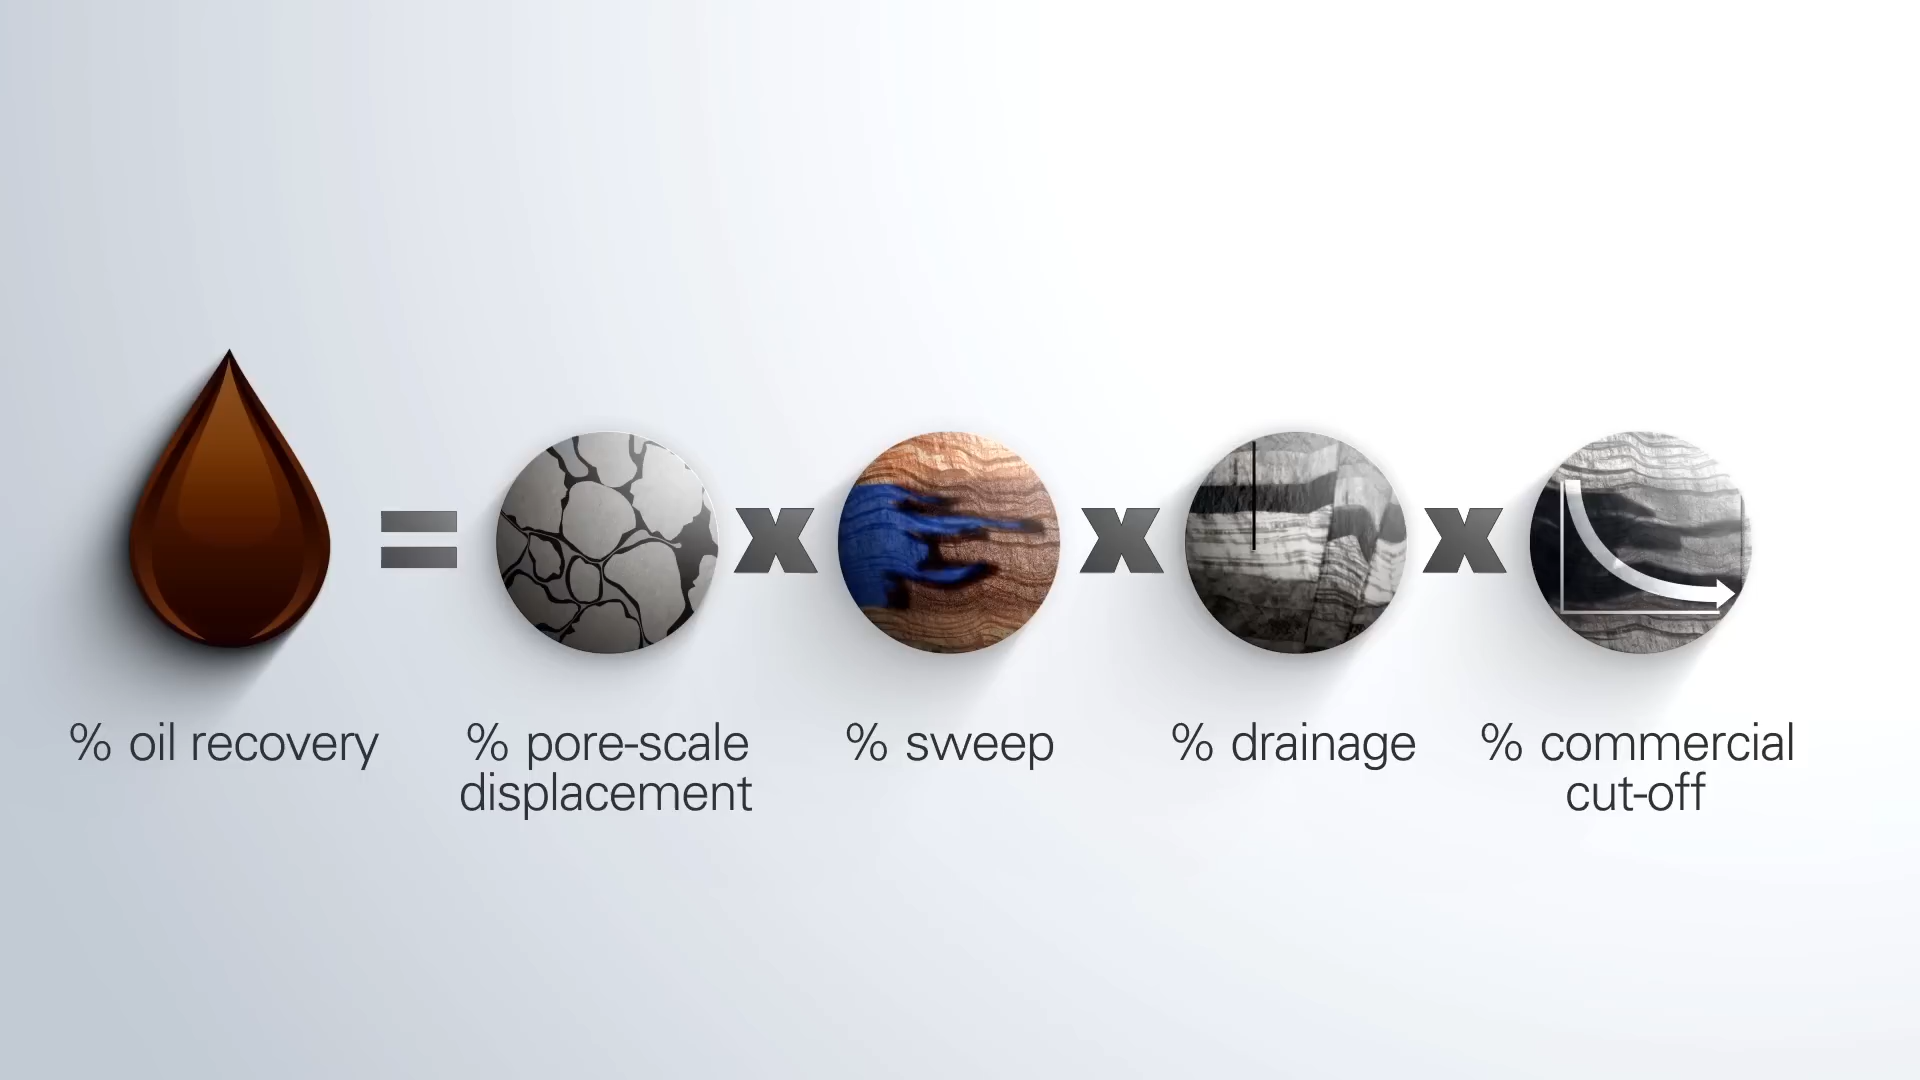 = x x x
% oil recovery
% pore-scale
displacement
% sweep
% drainage
% commercial
cut-off